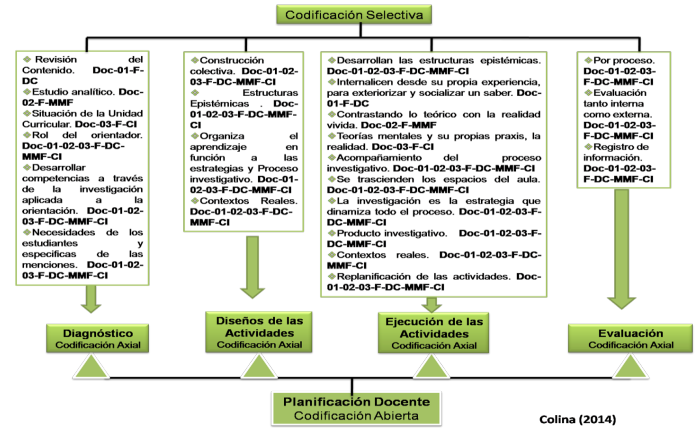 Codificación Selectiva
❖Revisión del
Contenido. Doc-01-F-
DC
❖Estudio analítico. Doc-
02-F-MMF
❖Situación de la Unidad
Curricular. Doc-03-F-CI
❖Rol del orientador.
Doc-01-02-03-F-DC-
MMF-CI
❖Desarrollar
competencias a través
de la investigación
aplicada a la
orientación. Doc-01-02-
03-F-DC-MMF-CI
❖Necesidades de los
estudiantes y
especificas de las
menciones. Doc-01-02-
03-F-DC-MMF-CI
❖Construcción
colectiva. Doc-01-02-
03-F-DC-MMF-CI
❖Estructuras
Epistémicas . Doc-
01-02-03-F-DC-MMF-
CI
❖Organiza el
aprendizaje en
función a las
estrategias y Proceso
investigativo. Doc-01-
02-03-F-DC-MMF-CI
❖Contextos Reales.
Doc-01-02-03-F-DC-
MMF-CI
❖Desarrollan las estructuras epistémicas.
Doc-01-02-03-F-DC-MMF-CI
❖Internalicen desde su propia experiencia,
para exteriorizar y socializar un saber. Doc-
01-F-DC
❖Contrastando lo teórico con la realidad
vivida. Doc-02-F-MMF
❖Teorías mentales y su propias praxis, la
realidad. Doc-03-F-CI
❖Acompañamiento del proceso
investigativo. Doc-01-02-03-F-DC-MMF-CI
❖Se trascienden los espacios del aula. Doc-
01-02-03-F-DC-MMF-CI
❖La investigación es la estrategia que
dinamiza todo el proceso. Doc-01-02-03-F-
DC-MMF-CI
❖Producto investigativo. Doc-01-02-03-F-
DC-MMF-CI
❖Contextos reales. Doc-01-02-03-F-DC-
MMF-CI
❖Replanificación de las actividades. Doc-
01-02-03-F-DC-MMF-CI
❖Por proceso.
Doc-01-02-03-
F-DC-MMF-CI
❖Evaluación
tanto interna
como externa.
Doc-01-02-03-
F-DC-MMF-CI
❖Registro de
información.
Doc-01-02-03-
F-DC-MMF-CI
Diagnóstico
Codificación Axial
Diseños de las
Actividades
Codificación Axial
Ejecución de las
Actividades
Codificación Axial
Evaluación
Codificación Axial
Planificación Docente
Codificación Abierta
Colina (2014)